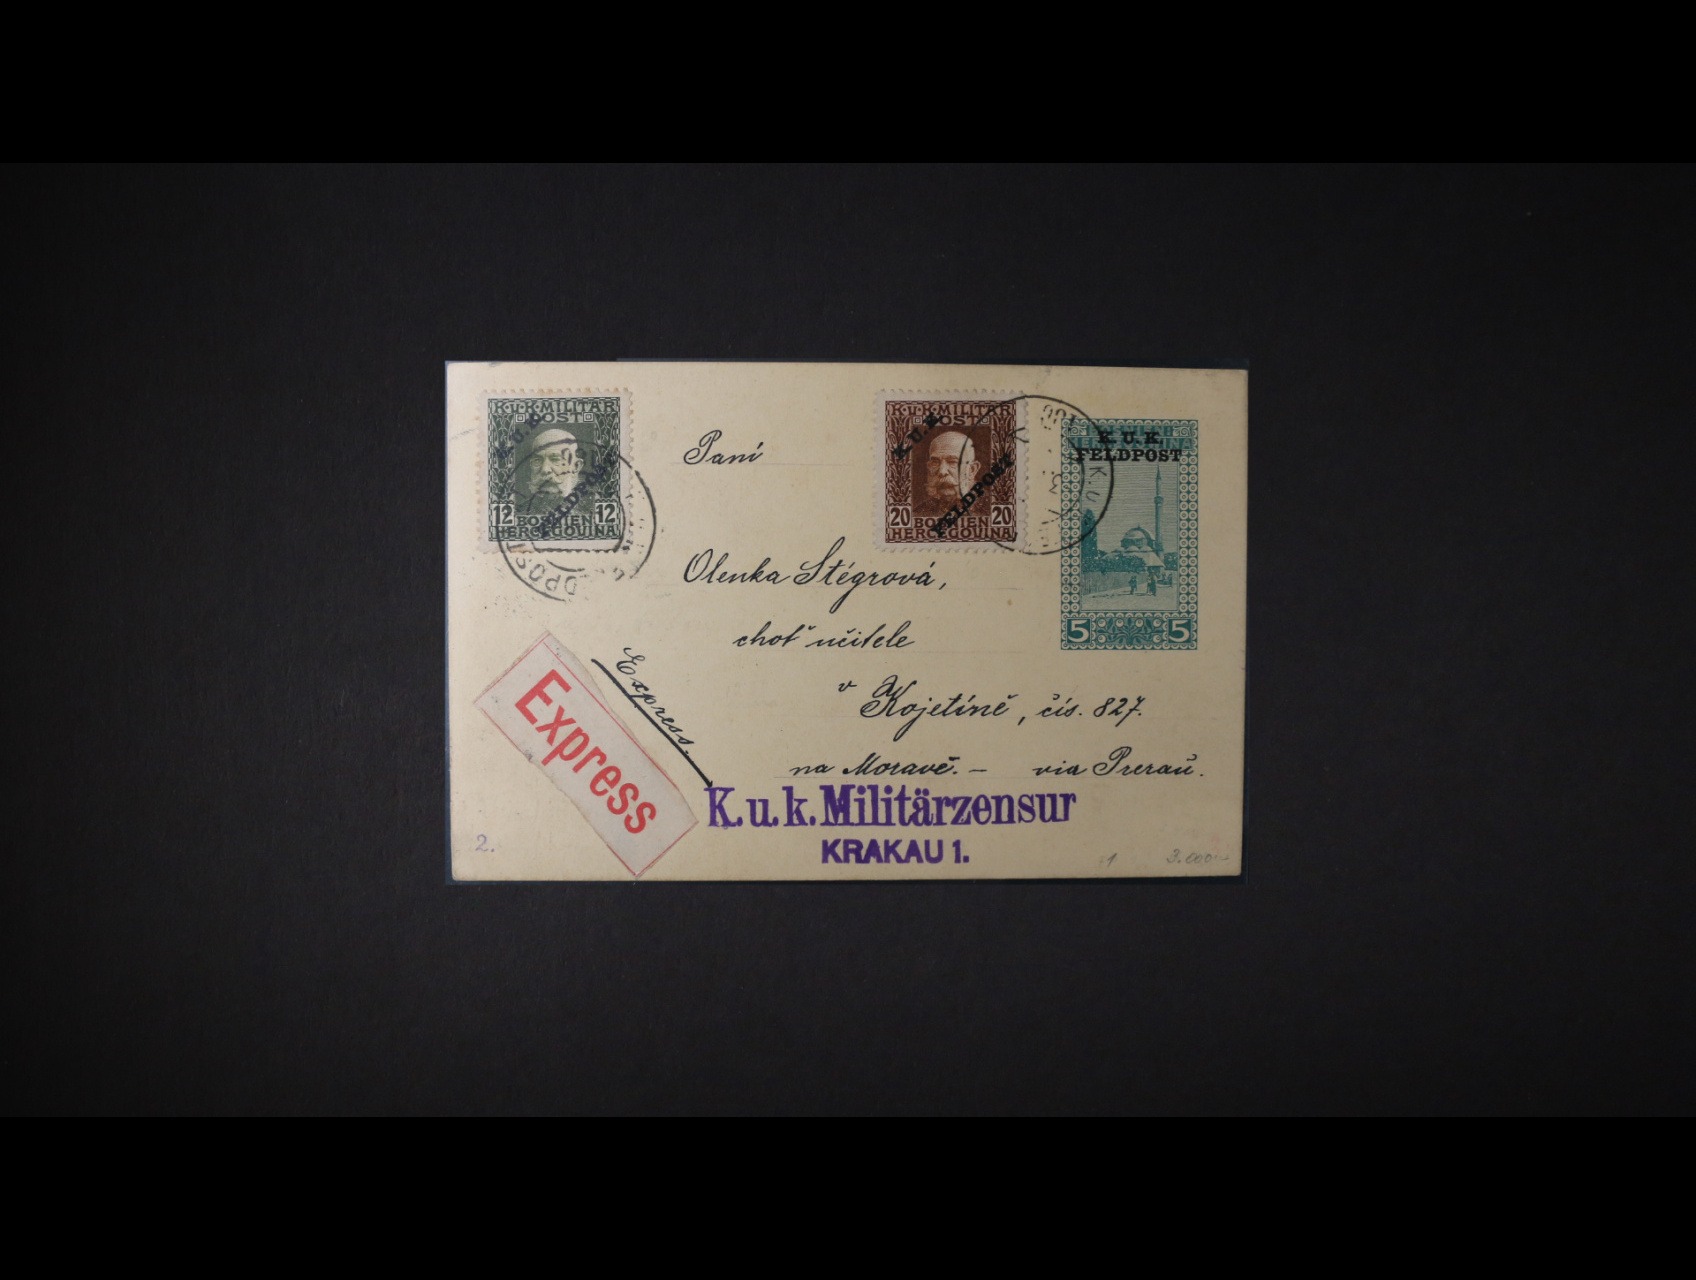 K.u.K. MILITÄR
POST
K.U.K.
FELDPOST
12 12
BOSNIEN
HERCEGOVINA
K.u.K. MILITÄR
POST
K.U.K.
FELDPOST
20 20
BOSNIEN
HERCEGOVINA
K.U.K.
FELDPOST
5 5
Paní
Olenka Stégrová,
choť učitele
v Kojetíně, čís. 827.
na Moravě. — via Prerau.
Express.
Express
K.u.k. Militärzensur
KRAKAU 1.
2.